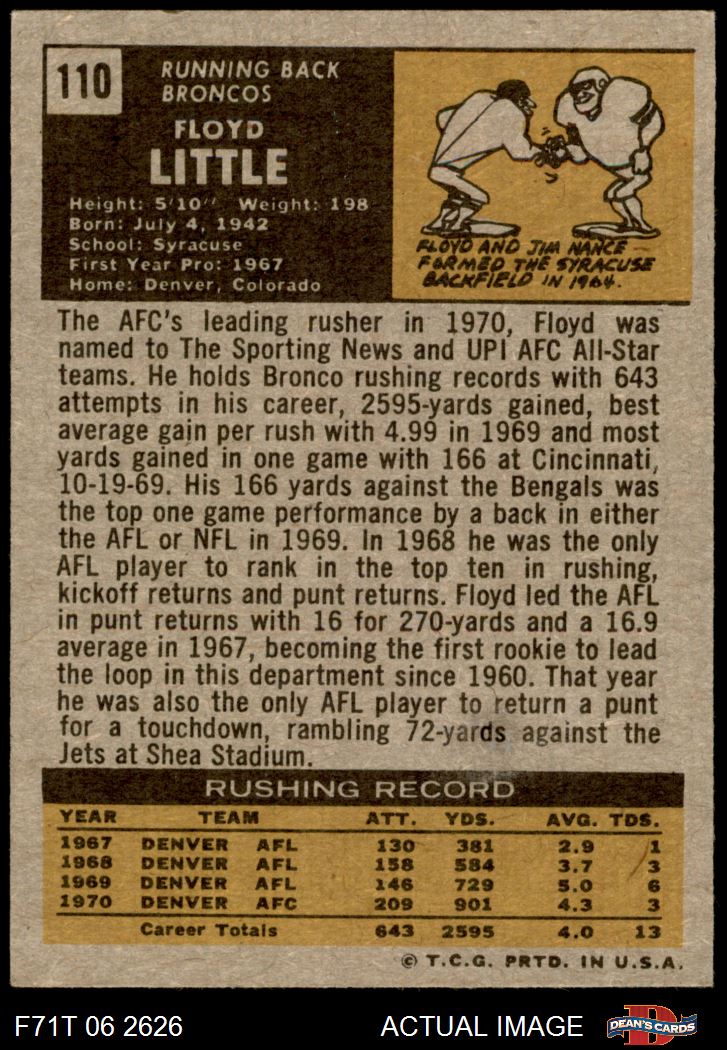 110
RUNNING BACK
BRONCOS
FLOYD
LITTLE
Height: 5'10'' Weight: 198
Born: July 4, 1942
School: Syracuse
First Year Pro: 1967
Home: Denver, Colorado
FLOYD AND JIM NANCE
FORMED THE SYRACUSE
BACKFIELD IN 1964.
The AFC's leading rusher in 1970, Floyd was
named to The Sporting News and UPI AFC All-Star
teams. He holds Bronco rushing records with 643
attempts in his career, 2595-yards gained, best
average gain per rush with 4.99 in 1969 and most
yards gained in one game with 166 at Cincinnati,
10-19-69. His 166 yards against the Bengals was
the top one game performance by a back in either
the AFL or NFL in 1969. In 1968 he was the only
AFL player to rank in the top ten in rushing,
kickoff returns and punt returns. Floyd led the AFL
in punt returns with 16 for 270-yards and a 16.9
average in 1967, becoming the first rookie to lead
the loop in this department since 1960. That year
he was also the only AFL player to return a punt
for a touchdown, rambling 72-yards against the
Jets at Shea Stadium.
RUSHING RECORD
YEAR TEAM ATT. YDS. AVG. TDS.
1967 DENVER AFL 130 381 2.9 1
1968 DENVER AFL 158 584 3.7 3
1969 DENVER AFL 146 729 5.0 6
1970 DENVER AFC 209 901 4.3 3
Career Totals 643 2595 4.0 13
© T.C.G. PRTD. IN U.S.A.
F71T 06 2626 ACTUAL IMAGE D DEAN'S CARDS